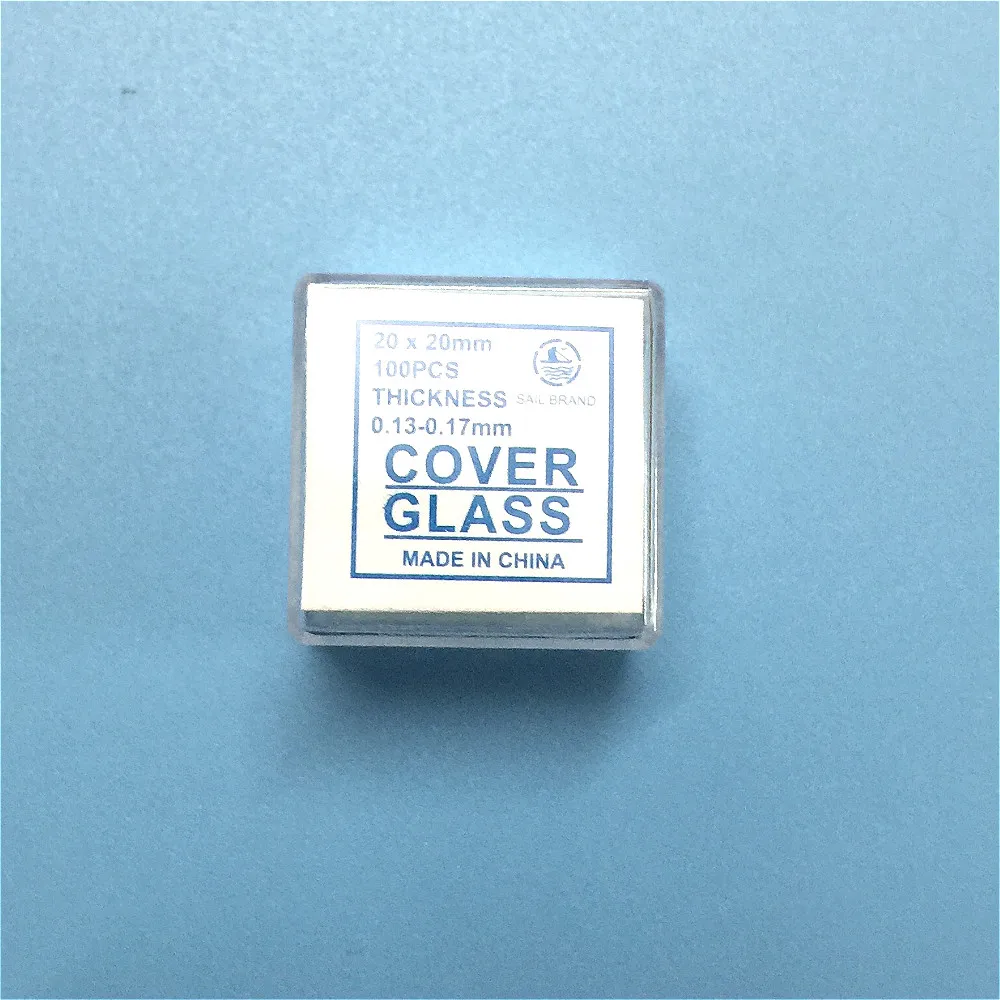 20 x 20mm
100PCS
THICKNESS
0.13-0.17mm
SAIL BRAND
COVER
GLASS
MADE IN CHINA